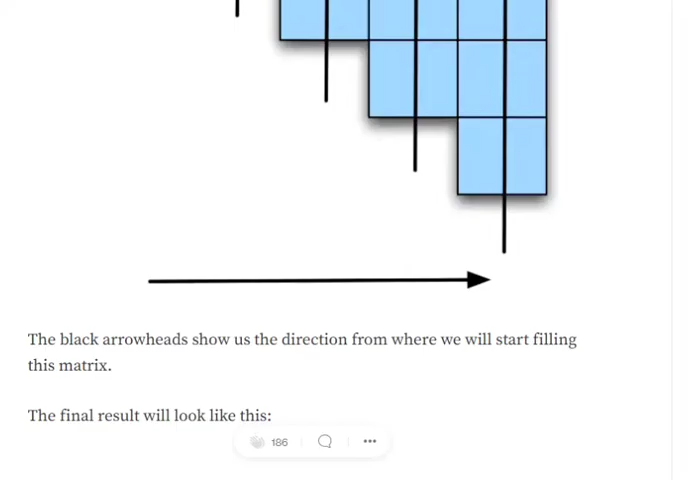 The black arrowheads show us the direction from where we will start filling
this matrix.
The final result will look like this:
186